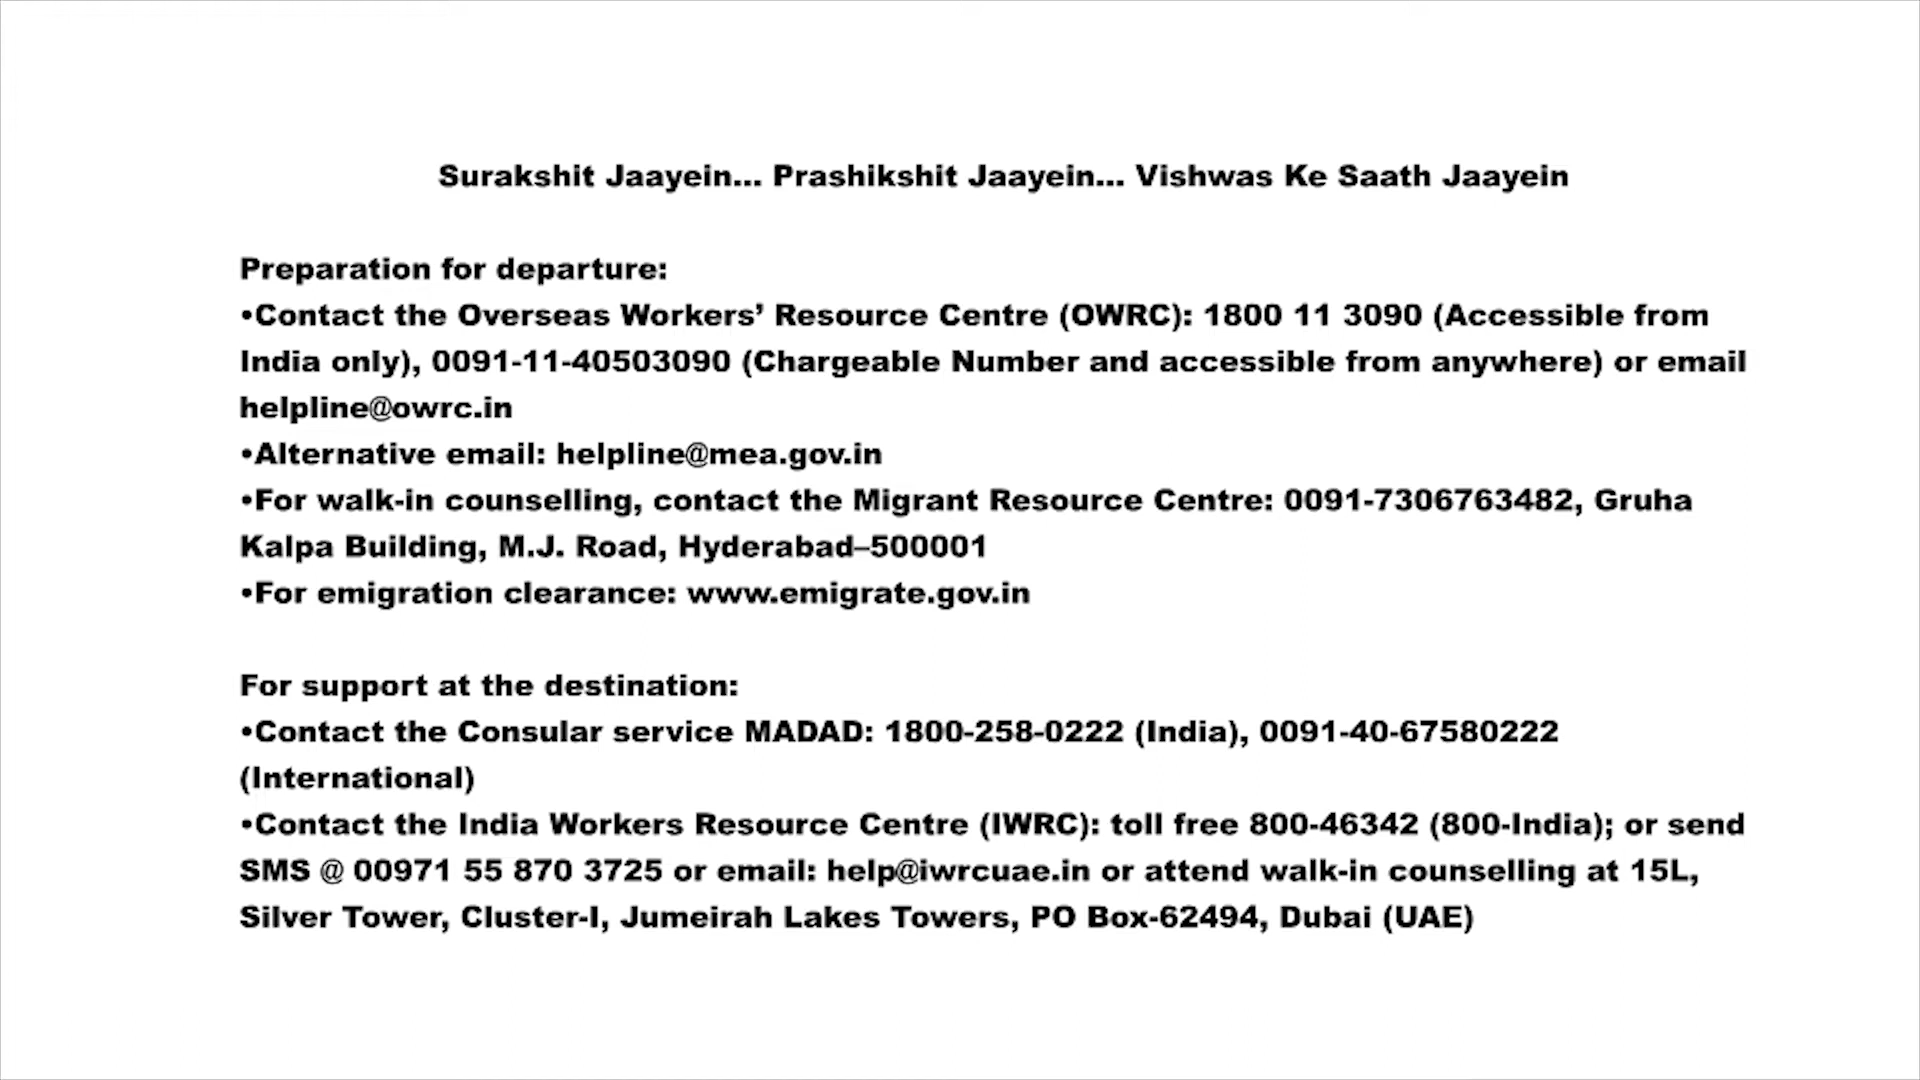 Surakshit Jaayein... Prashikshit Jaayein... Vishwas Ke Saath Jaayein
Preparation for departure:
•Contact the Overseas Workers’ Resource Centre (OWRC): 1800 11 3090 (Accessible from
India only), 0091-11-40503090 (Chargeable Number and accessible from anywhere) or email
helpline@owrc.in
•Alternative email: helpline@mea.gov.in
•For walk-in counselling, contact the Migrant Resource Centre: 0091-7306763482, Gruha
Kalpa Building, M.J. Road, Hyderabad–500001
•For emigration clearance: www.emigrate.gov.in
For support at the destination:
•Contact the Consular service MADAD: 1800-258-0222 (India), 0091-40-67580222
(International)
•Contact the India Workers Resource Centre (IWRC): toll free 800-46342 (800-India); or send
SMS @ 00971 55 870 3725 or email: help@iwrcuae.in or attend walk-in counselling at 15L,
Silver Tower, Cluster-I, Jumeirah Lakes Towers, PO Box-62494, Dubai (UAE)